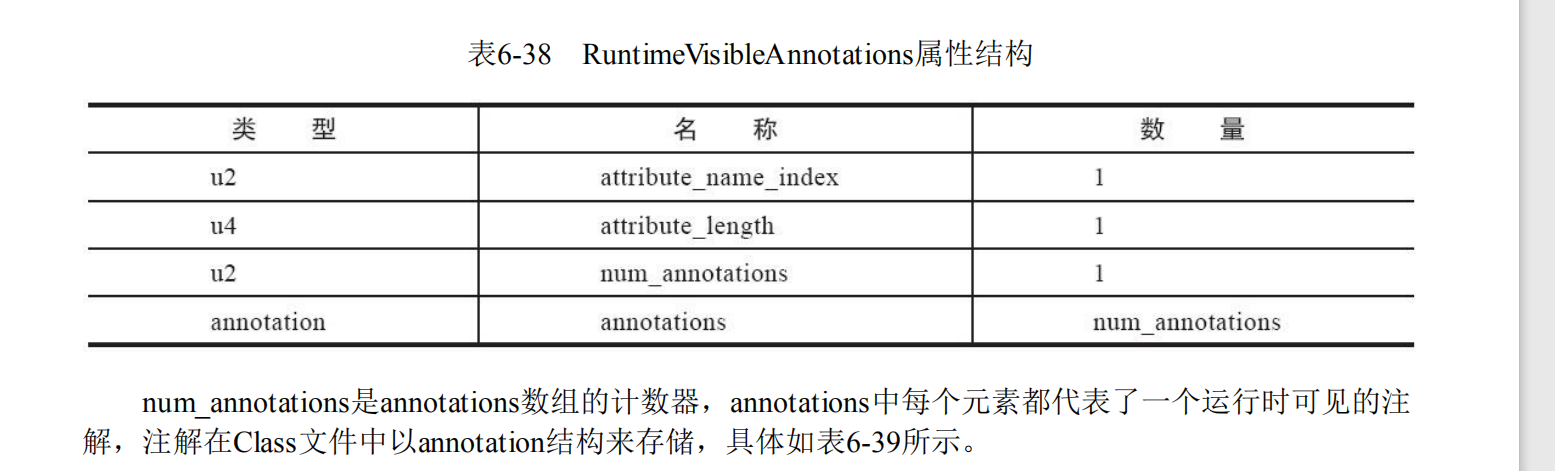 表6-38 RuntimeVisibleAnnotations属性结构
类 型 名 称 数 量
u2 attribute_name_index 1
u4 attribute_length 1
u2 num_annotations 1
annotation annotations num_annotations
num_annotations是annotations数组的计数器，annotations中每个元素都代表了一个运行时可见的注
解，注解在Class文件中以annotation结构来存储，具体如表6-39所示。